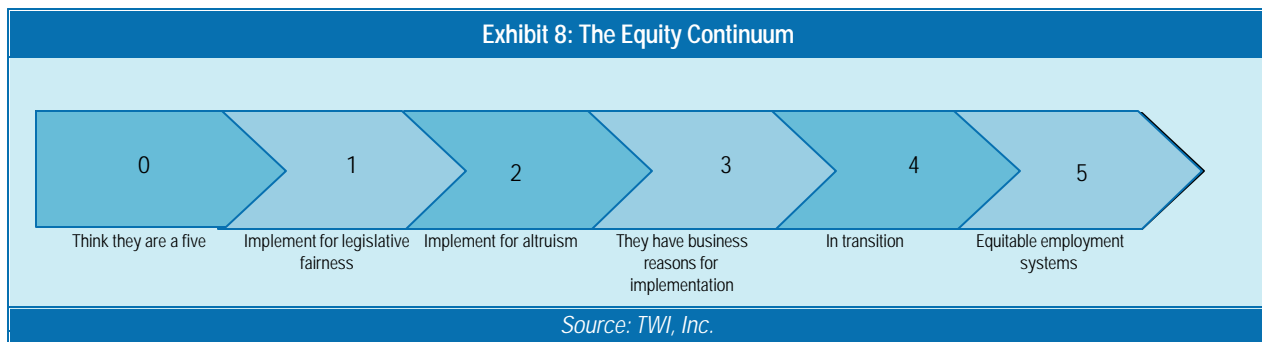 Exhibit 8: The Equity Continuum
0
1
2
3
4
5
Think they are a five
Implement for legislative
fairness
Implement for altruism
They have business
reasons for
implementation
In transition
Equitable employment
systems
Source: TWI, Inc.